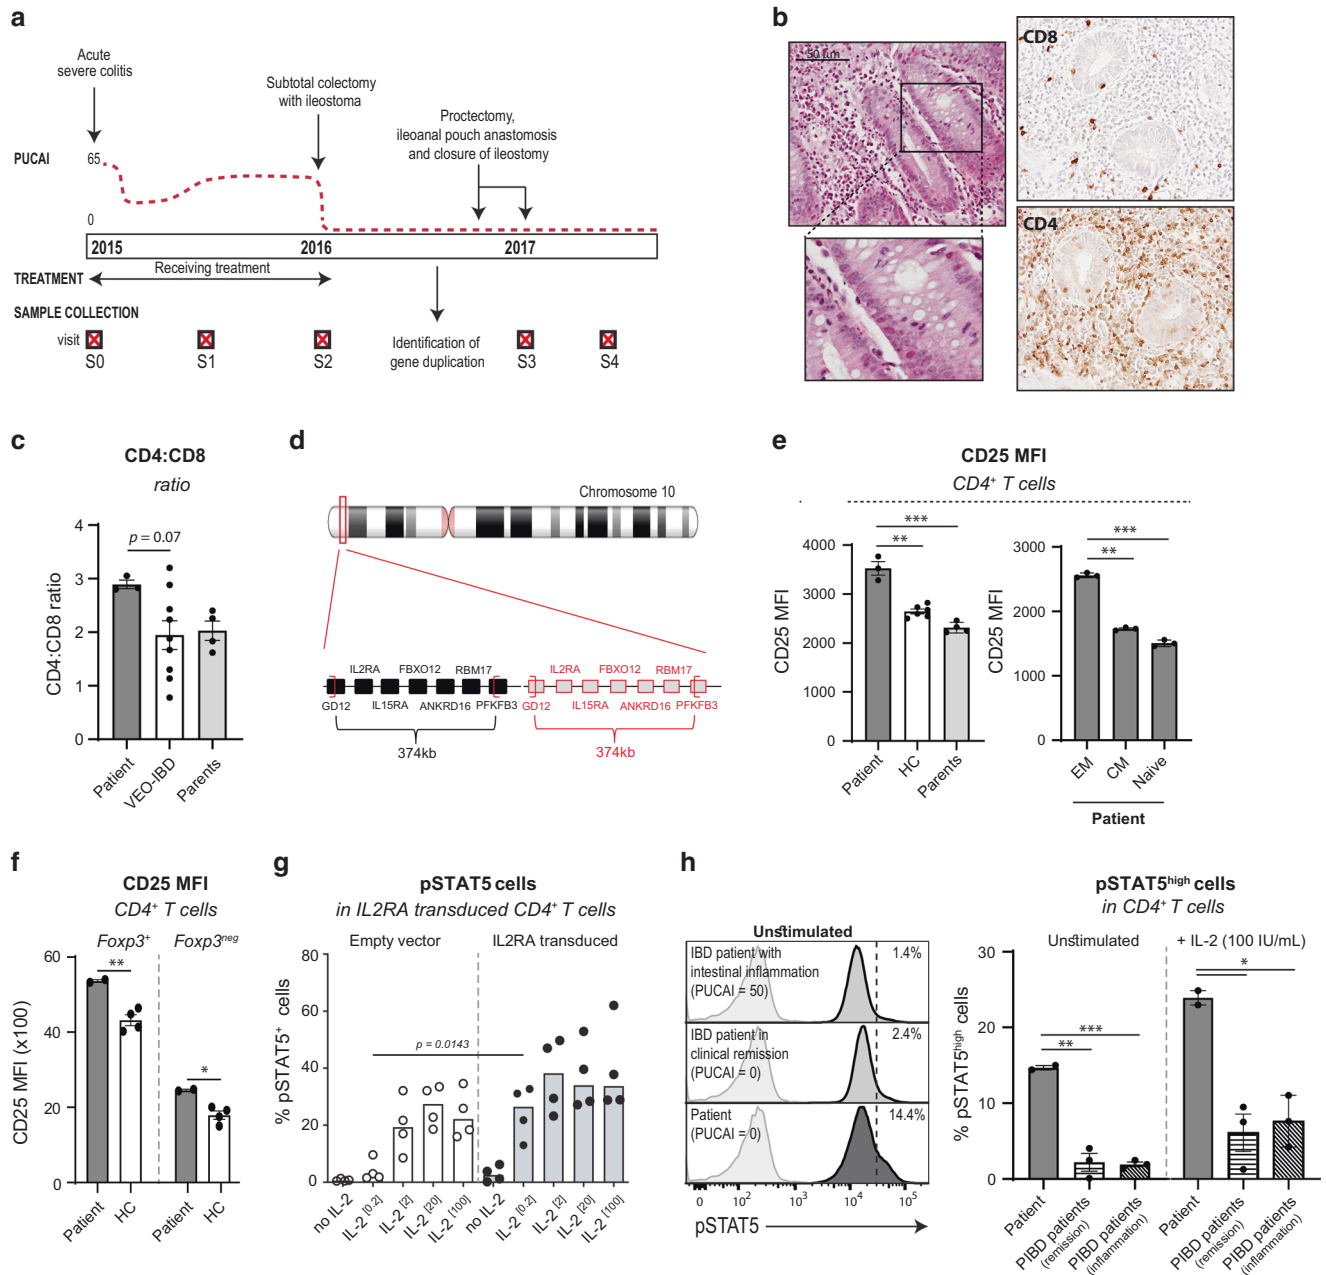 a
Acute
severe colitis
Subtotal colectomy
with ileostoma
Proctectomy,
ileoanal pouch anastomosis
and closure of ileostomy
PUCAI
65
0
2015
2016
2017
TREATMENT
Receiving treatment
SAMPLE COLLECTION
visit
S0
S1
S2
Identification of
gene duplication
S3
S4
b
50 µm
CD8
CD4
c
CD4:CD8
ratio
CD4:CD8 ratio
4
3
2
1
0
p = 0.07
Patient
VEO-IBD
Parents
d
Chromosome 10
IL2RA FBXO12 RBM17
GD12 IL15RA ANKRD16 PFKFB3
374kb
IL2RA FBXO12 RBM17
GD12 IL15RA ANKRD16 PFKFB3
374kb
e
CD25 MFI
CD4⁺ T cells
CD25 MFI
4000
3000
2000
1000
0
***
**
Patient
HC
Parents
CD25 MFI
3000
2000
1000
0
***
**
EM
CM
Naive
Patient
f
CD25 MFI
CD4⁺ T cells
Foxp3⁺
Foxp3ⁿᵉᵍ
CD25 MFI (x100)
60
40
20
0
**
*
Patient
HC
Patient
HC
g
pSTAT5 cells
in IL2RA transduced CD4⁺ T cells
Empty vector
IL2RA transduced
% pSTAT5⁺ cells
80
60
40
20
0
p = 0.0143
no IL-2
IL-2 [0.2]
IL-2 [2]
IL-2 [20]
IL-2 [100]
no IL-2
IL-2 [0.2]
IL-2 [2]
IL-2 [20]
IL-2 [100]
h
Unstimulated
IBD patient with
intestinal inflammation
(PUCAI = 50)
1.4%
IBD patient in
clinical remission
(PUCAI = 0)
2.4%
Patient
(PUCAI = 0)
14.4%
0 10² 10³ 10⁴ 10⁵
pSTAT5
pSTAT5ʰⁱᵍʰ cells
in CD4⁺ T cells
Unstimulated
+ IL-2 (100 IU/mL)
% pSTAT5ʰⁱᵍʰ cells
30
20
10
0
***
**
*
Patient
PIBD patients
(remission)
PIBD patients
(inflammation)
Patient
PIBD patients
(remission)
PIBD patients
(inflammation)